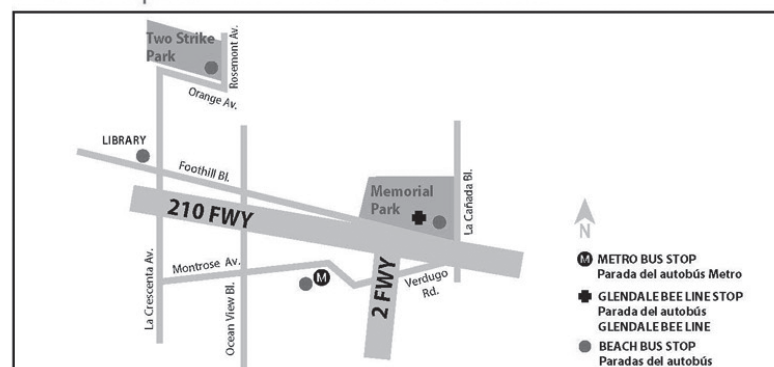 Two Strike
Park
Rosemont Av.
Orange Av.
LIBRARY
Foothill Bl.
Memorial
Park
La Cañada Bl.
210 FWY
La Crescenta Av.
Montrose Av.
Ocean View Bl.
M
2 FWY
Verdugo
Rd.
N
M METRO BUS STOP
Parada del autobús Metro
GLENDALE BEE LINE STOP
Parada del autobús
GLENDALE BEE LINE
BEACH BUS STOP
Paradas del autobús